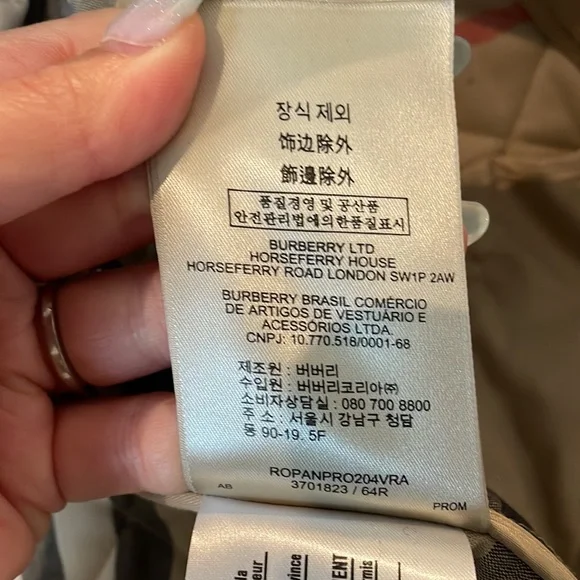 장식 제외
饰边除外
飾邊除外
품질경영 및 공산품
안전관리법에의한품질표시
BURBERRY LTD
HORSEFERRY HOUSE
HORSEFERRY ROAD LONDON SW1P 2AW
BURBERRY BRASIL COMÉRCIO
DE ARTIGOS DE VESTUÁRIO E
ACESSÓRIOS LTDA.
CNPJ: 10.770.518/0001-68
제조원 : 버버리
수입원 : 버버리코리아㈜
소비자상담실 : 080 700 8800
주 소 : 서울시 강남구 청담
동 90-19. 5F
ROPANPRO204VRA
AB 3701823 / 64R PROM